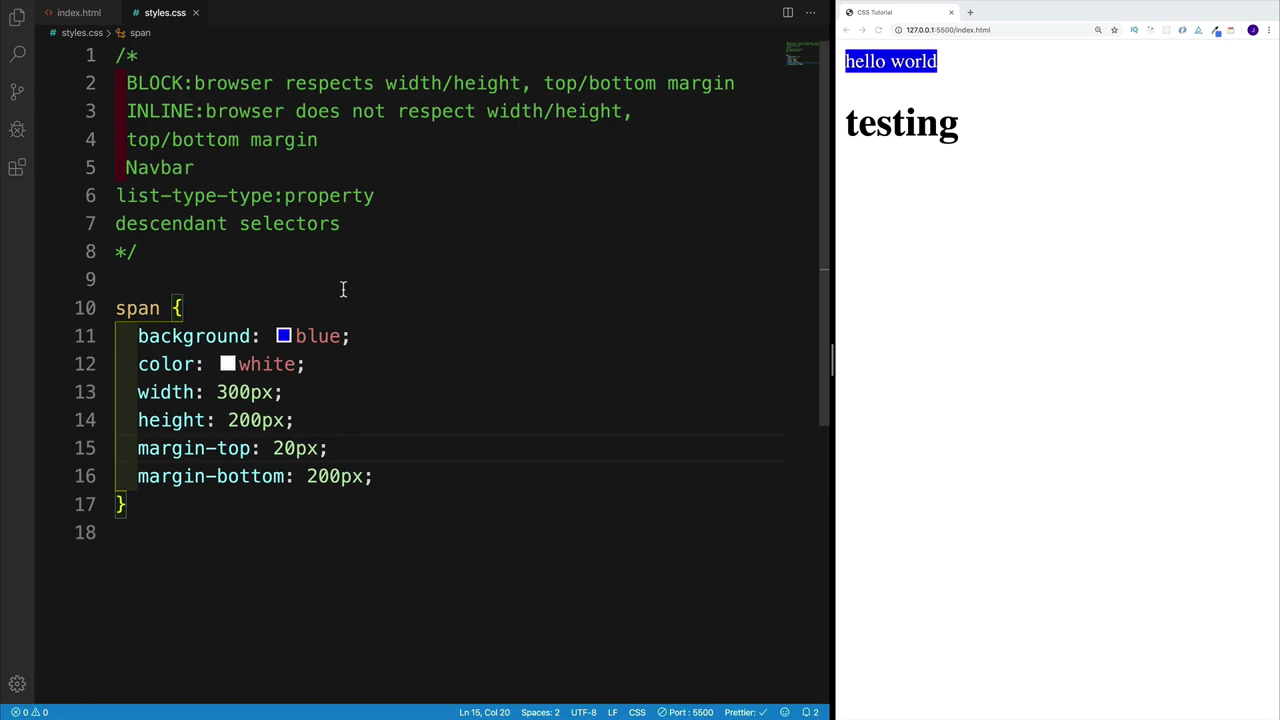 index.html
styles.css
styles.css
span
1 /*
2 BLOCK:browser respects width/height, top/bottom margin
3 INLINE:browser does not respect width/height,
4 top/bottom margin
5 Navbar
6 list-type-type:property
7 descendant selectors
8 */
9
10 span {
11 background: blue;
12 color: white;
13 width: 300px;
14 height: 200px;
15 margin-top: 20px;
16 margin-bottom: 200px;
17 }
18
0 0
Ln 15, Col 20
Spaces: 2
UTF-8
LF
CSS
Port : 5500
Prettier:
2
CSS Tutorial
127.0.0.1:5500/index.html
IQ
J
hello world
testing